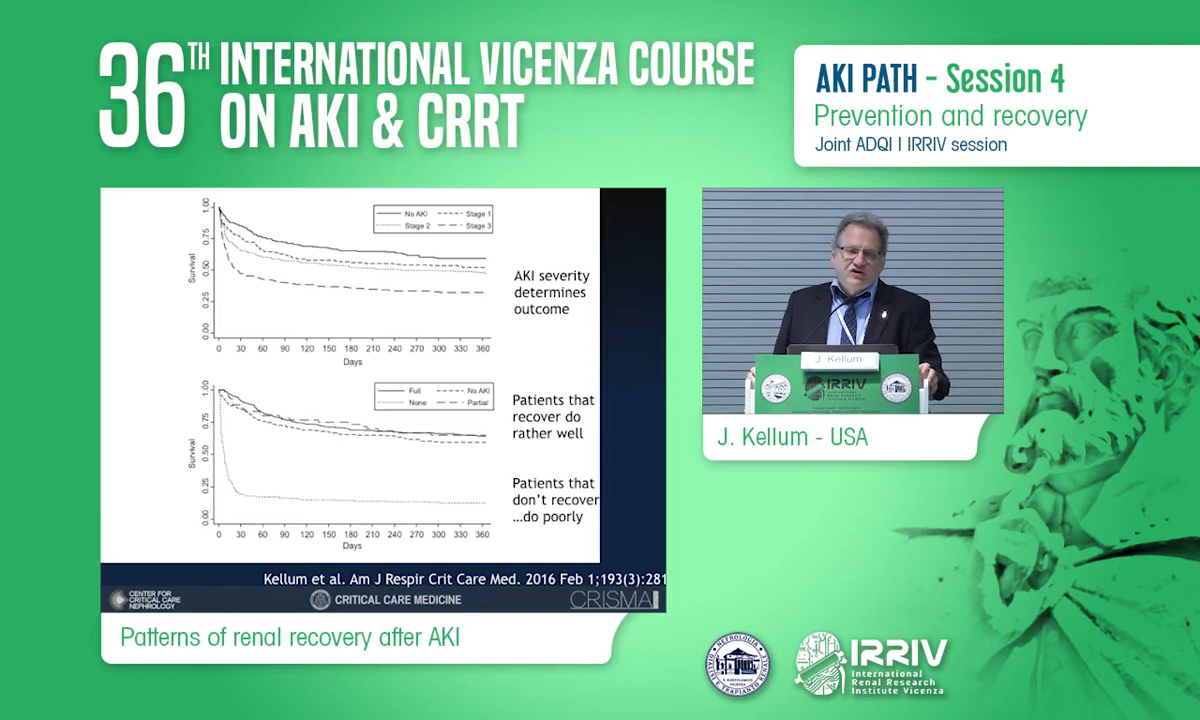 36TH INTERNATIONAL VICENZA COURSE
ON AKI & CRRT
AKI PATH - Session 4
Prevention and recovery
Joint ADQI | IRRIV session
1.00
0.75
0.50
0.25
0.00
Survival
No AKI
Stage 1
Stage 2
Stage 3
0 30 60 90 120 150 180 210 240 270 300 330 360
Days
AKI severity
determines
outcome
1.00
0.75
0.50
0.25
0.00
Survival
Full
No AKI
None
Partial
0 30 60 90 120 150 180 210 240 270 300 330 360
Days
Patients that
recover do
rather well
Patients that
don't recover
...do poorly
Kellum et al. Am J Respir Crit Care Med. 2016 Feb 1;193(3):281
CENTER FOR
CRITICAL CARE
NEPHROLOGY
CRITICAL CARE MEDICINE
CRISMA
Patterns of renal recovery after AKI
J. Kellum
IRRIV
J. Kellum - USA
NEFROLOGIA
DIALISI E TRAPIANTO RENALE
VICENZA
IRRIV
International
Renal Research
Institute Vicenza